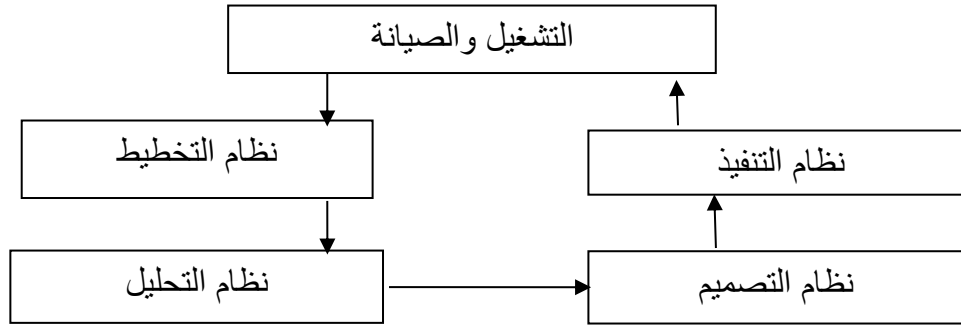 التشغيل والصيانة
نظام التخطيط
نظام التنفيذ
نظام التحليل
نظام التصميم